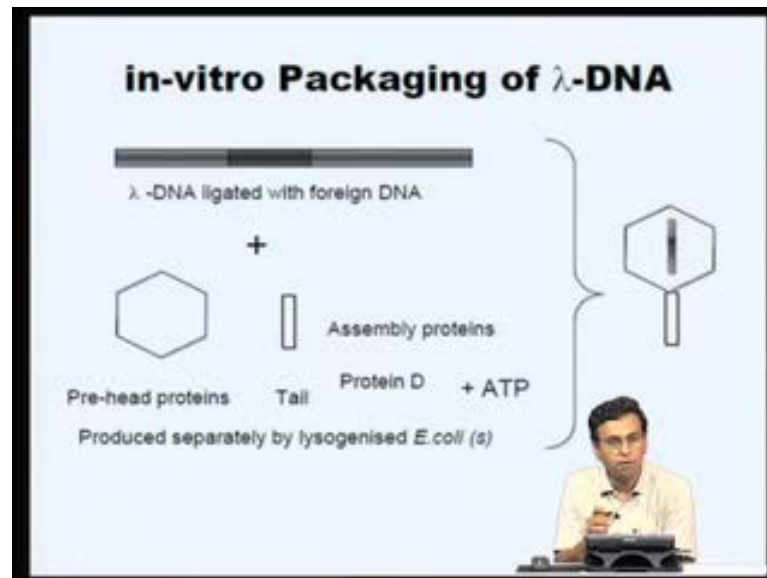 in-vitro Packaging of λ-DNA
λ -DNA ligated with foreign DNA
+
Assembly proteins
Protein D + ATP
Pre-head proteins Tail
Produced separately by lysogenised E.coli (s)